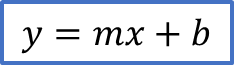 y = mx + b